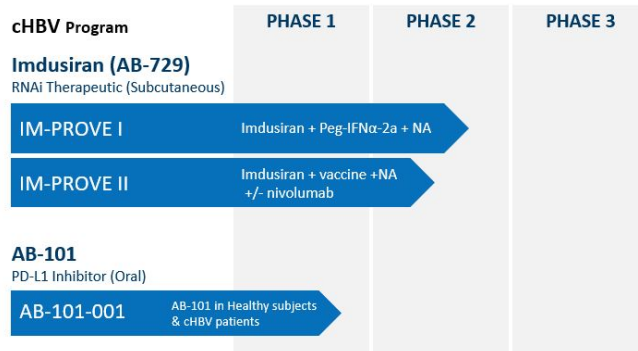 cHBV Program
PHASE 1
PHASE 2
PHASE 3
Imdusiran (AB-729)
RNAi Therapeutic (Subcutaneous)
IM-PROVE I
Imdusiran + Peg-IFNα-2a + NA
IM-PROVE II
Imdusiran + vaccine +NA
+/- nivolumab
AB-101
PD-L1 Inhibitor (Oral)
AB-101-001
AB-101 in Healthy subjects
& cHBV patients